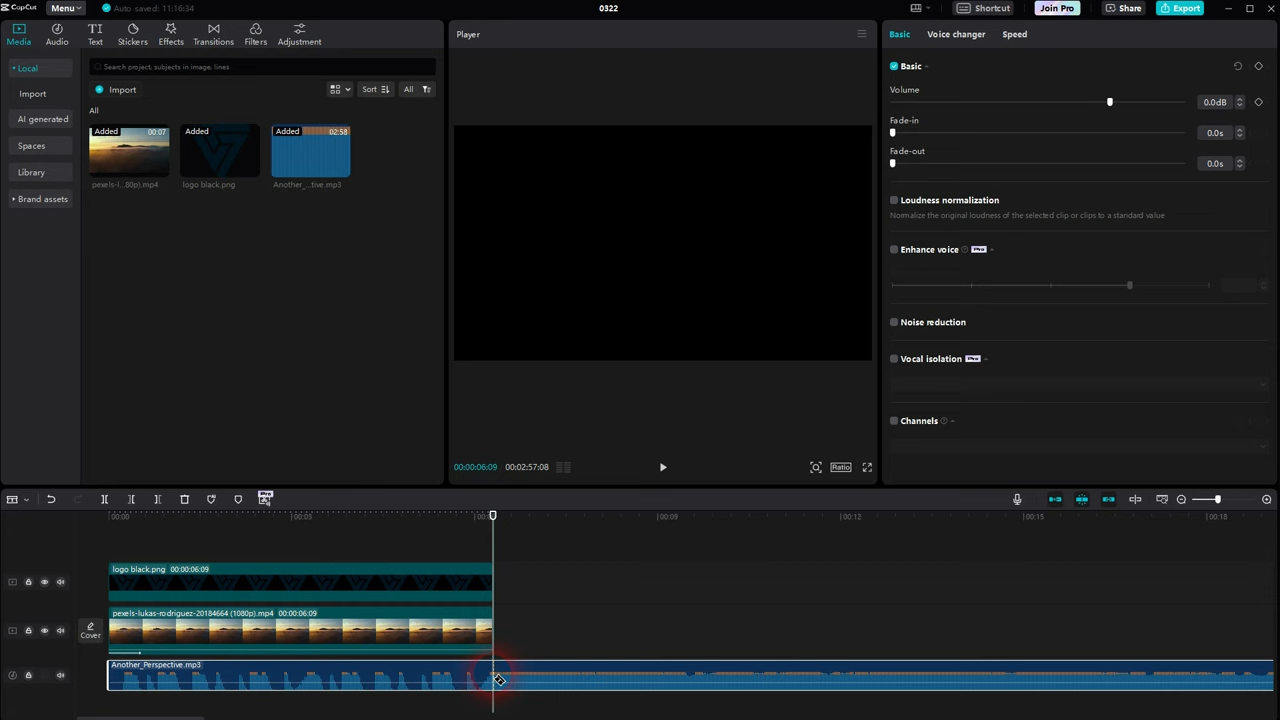 CapCut
Menu
Auto saved: 11:16:34
0322
Shortcut
Join Pro
Share
Export
Media
Audio
Text
Stickers
Effects
Transitions
Filters
Adjustment
Local
Import
AI generated
Spaces
Library
Brand assets
Search project, subjects in image, lines
Import
Sort
All
All
Added 00:07
Added
Added 02:58
pexels-l...80p).mp4
logo black.png
Another_...tive.mp3
Player
00:00:06:09
00:02:57:08
Ratio
Basic
Voice changer
Speed
Basic
Volume
0.0dB
Fade-in
0.0s
Fade-out
0.0s
Loudness normalization
Normalize the original loudness of the selected clip or clips to a standard value
Enhance voice
Pro
Noise reduction
Vocal isolation
Pro
Channels
Pro
00:00
00:03
00:09
00:12
00:15
00:18
logo black.png 00:00:06:09
pexels-lukas-rodriguez-20184664 (1080p).mp4 00:00:06:09
Cover
Another_Perspective.mp3